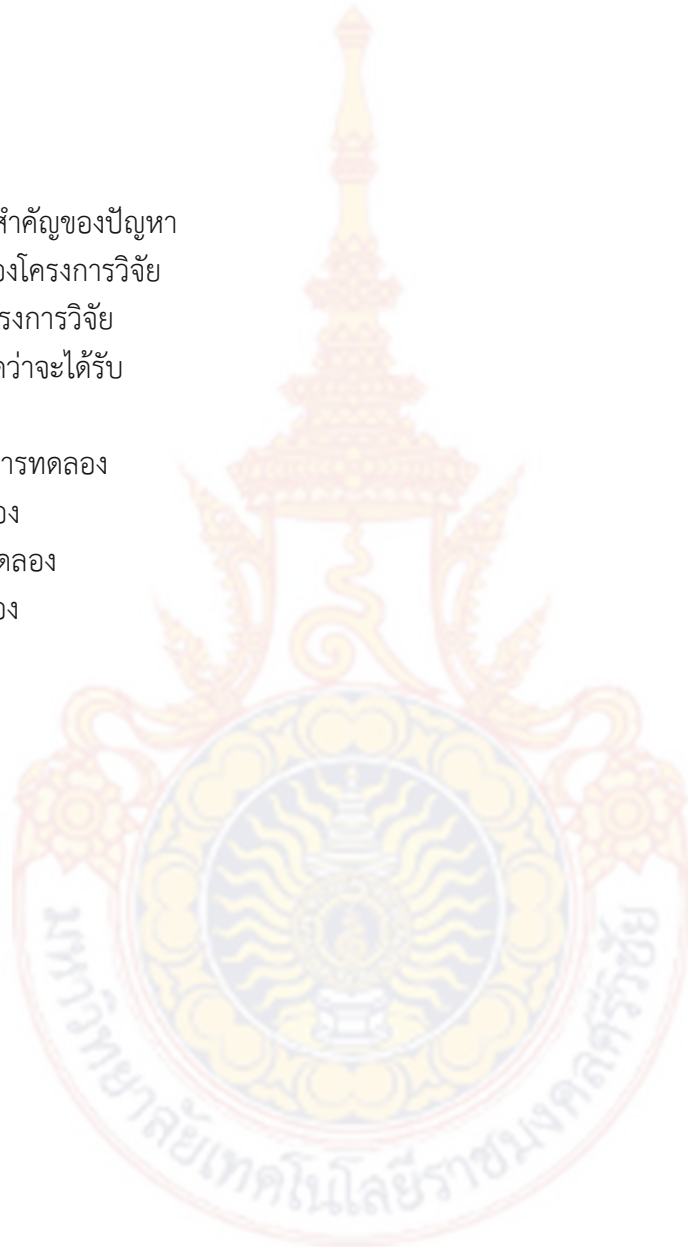 สำคัญของปัญหา
องโครงการวิจัย
รงการวิจัย
ว่าจะได้รับ
ารทดลอง
อง
ดลอง
อง
มหาวิทยาลัยเทคโนโลยีราชมงคลศรีวิชัย